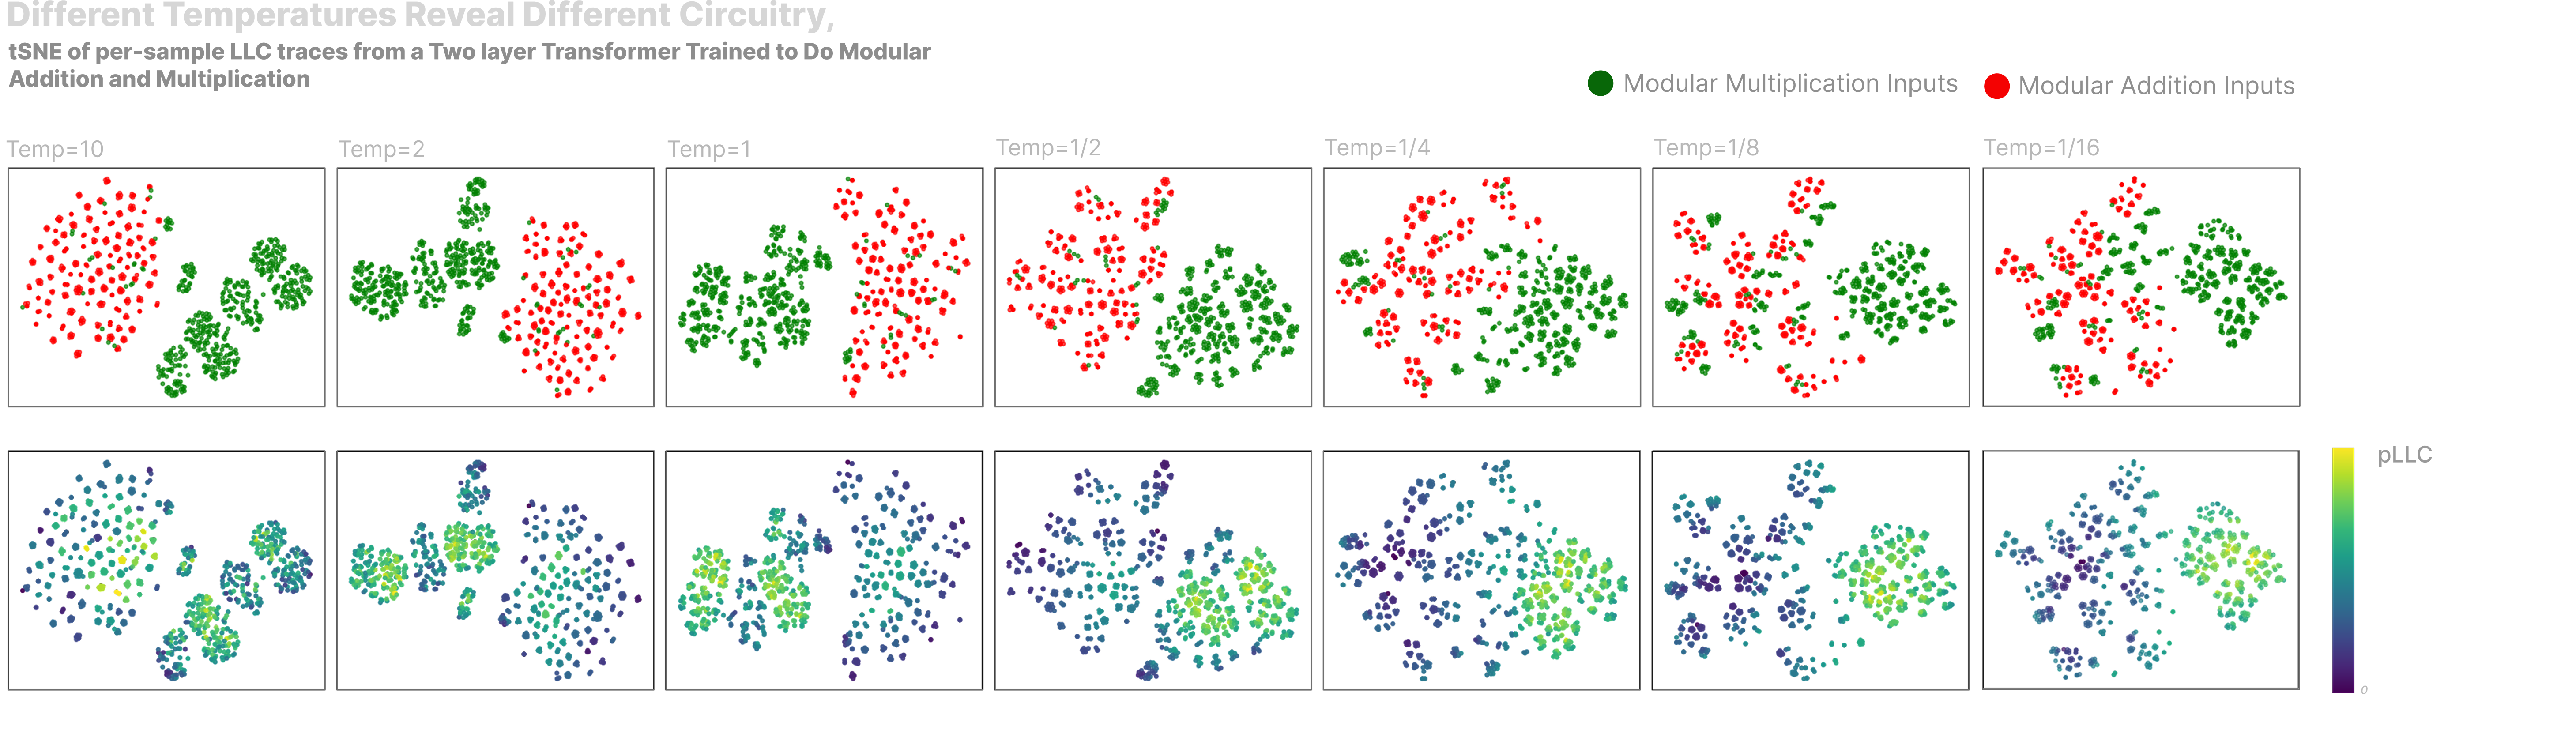 Different Temperatures Reveal Different Circuitry,
tSNE of per-sample LLC traces from a Two layer Transformer Trained to Do Modular
Addition and Multiplication
Modular Multiplication Inputs
Modular Addition Inputs
Temp=10
Temp=2
Temp=1
Temp=1/2
Temp=1/4
Temp=1/8
Temp=1/16
pLLC
0